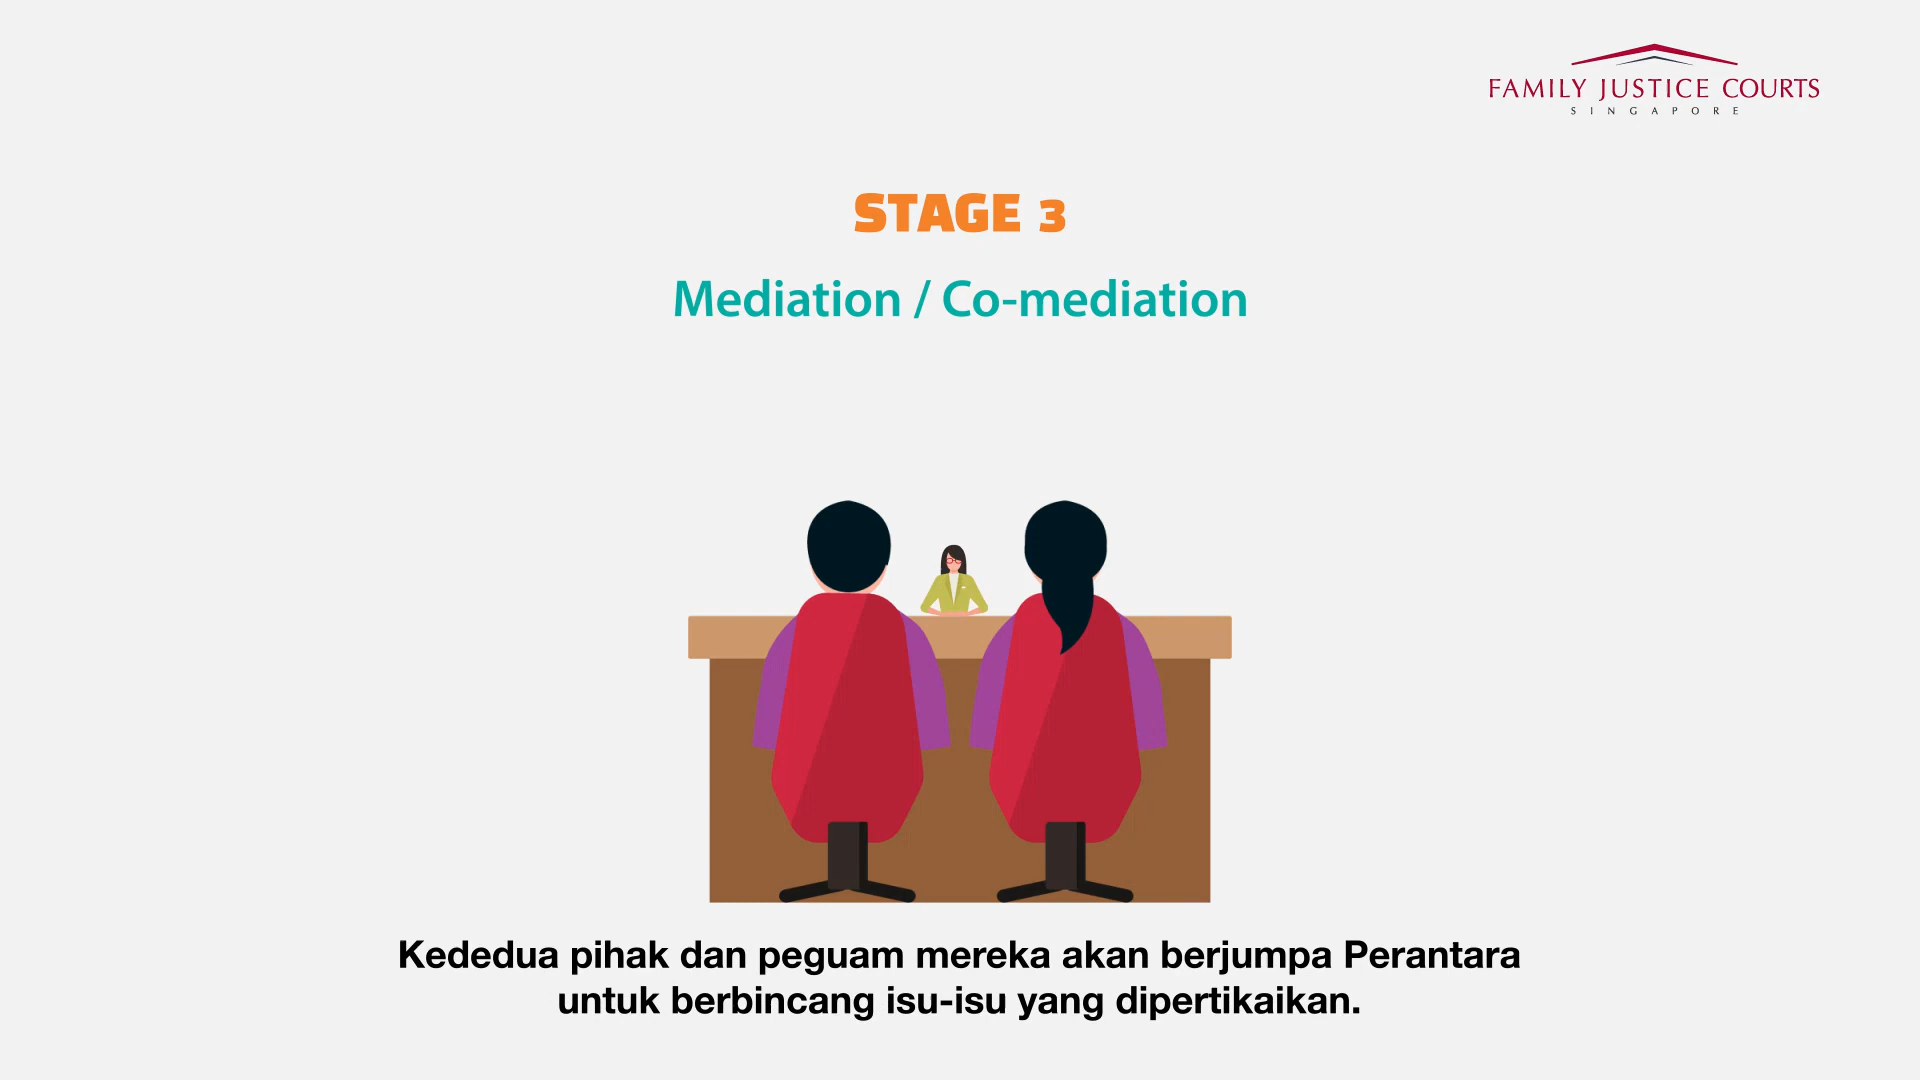 FAMILY JUSTICE COURTS
SINGAPORE
STAGE 3
Mediation / Co-mediation
Kededua pihak dan peguam mereka akan berjumpa Perantara
untuk berbincang isu-isu yang dipertikaikan.